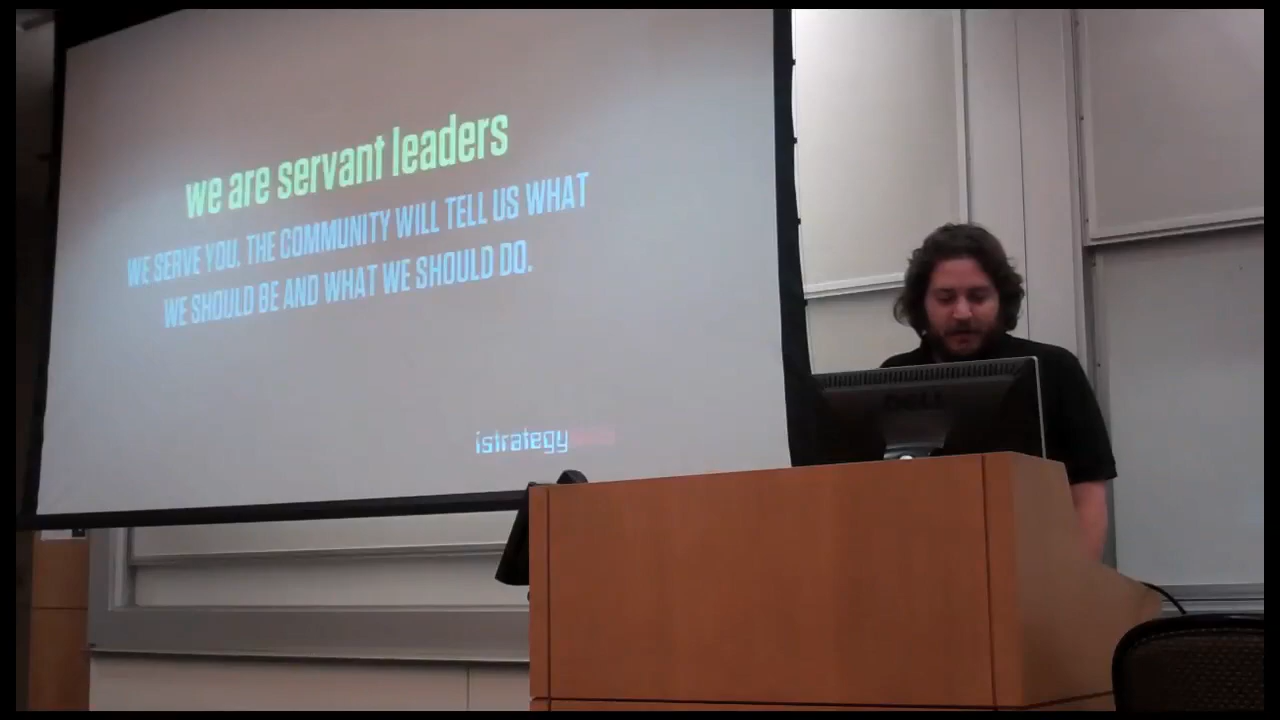 we are servant leaders
WE SERVE YOU. THE COMMUNITY WILL TELL US WHAT
WE SHOULD BE AND WHAT WE SHOULD DO.
istrategy
DELL